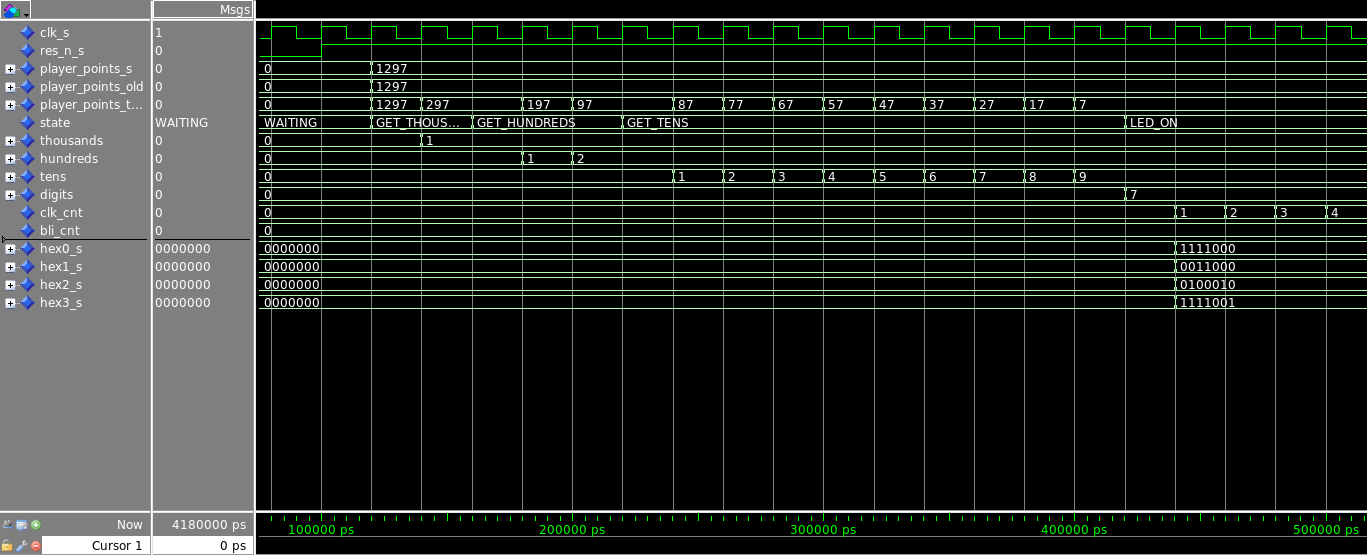 Msgs
clk_s 1
res_n_s 0
player_points_s 0 0 1297
player_points_old 0 0 1297
player_points_t... 0 0 1297 297 197 97 87 77 67 57 47 37 27 17 7
state WAITING WAITING GET_THOUS... GET_HUNDREDS GET_TENS LED_ON
thousands 0 0 1
hundreds 0 0 1 2
tens 0 0 1 2 3 4 5 6 7 8 9
digits 0 0 7
clk_cnt 0 0 1 2 3 4
bli_cnt 0 0
hex0_s 0000000 0000000 1111000
hex1_s 0000000 0000000 0011000
hex2_s 0000000 0000000 0100010
hex3_s 0000000 0000000 1111001
Now 4180000 ps 100000 ps 200000 ps 300000 ps 400000 ps 500000 ps
Cursor 1 0 ps